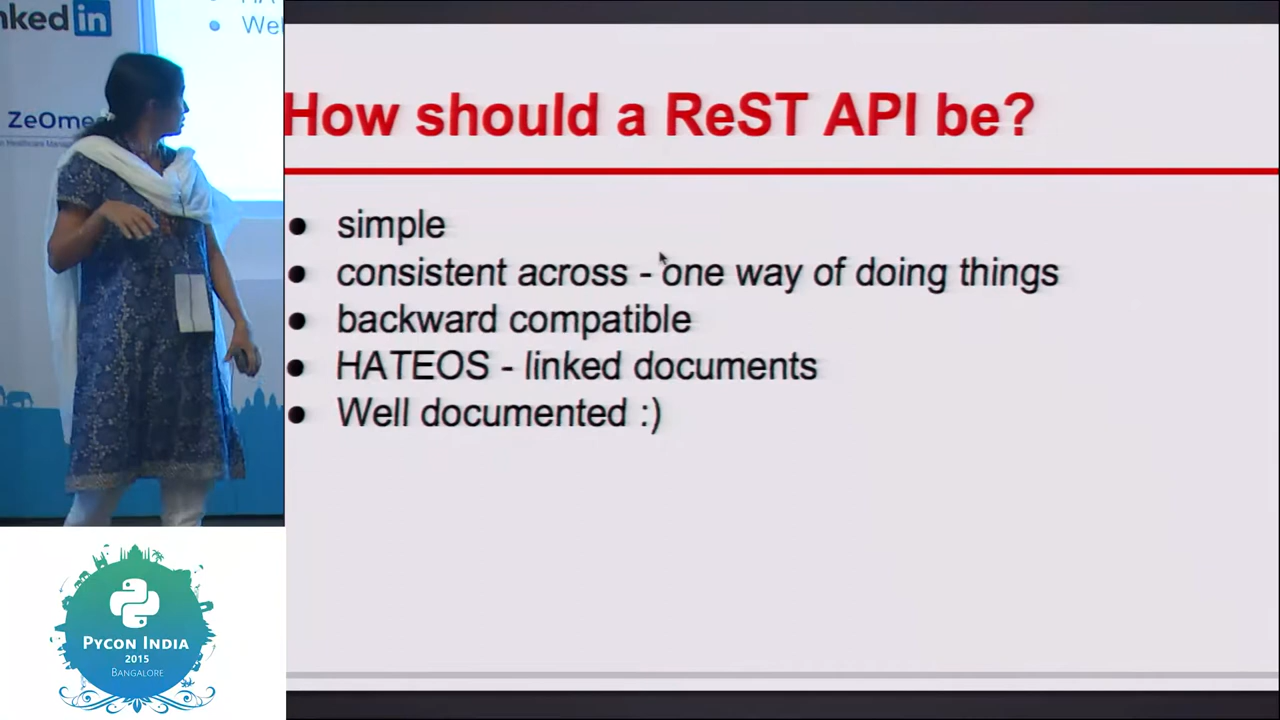 nked in
We
ZeOme
How should a ReST API be?
simple
consistent across - one way of doing things
backward compatible
HATEOS - linked documents
Well documented :)
PYCON INDIA
2015
BANGALORE